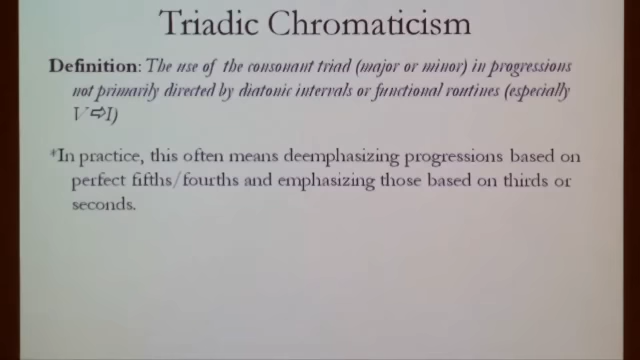 Triadic Chromaticism
Definition: The use of the consonant triad (major or minor) in progressions
not primarily directed by diatonic intervals or functional routines (especially
V⇨I)
*In practice, this often means deemphasizing progressions based on
perfect fifths/fourths and emphasizing those based on thirds or
seconds.